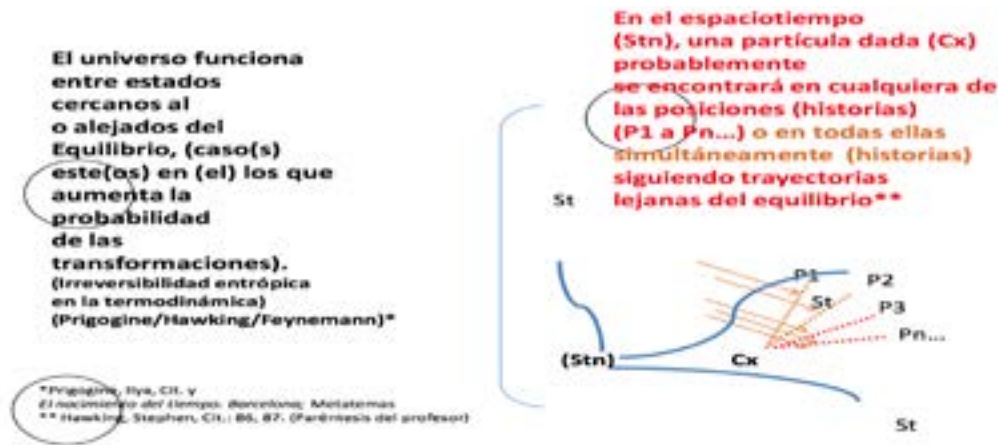 El universo funciona
entre estados
cercanos al
o alejados del
Equilibrio, (caso(s)
este(os) en (el) los que
aumenta la
probabilidad
de las
transformaciones).
(Irreversibilidad entrópica
en la termodinámica)
(Prigogine/Hawking/Feynemann)*
*Prigogine, Ilya, Cit. y
El nacimiento del tiempo. Barcelona; Metatemas
** Hawking, Stephen, Cit.: 86, 87. (Parérnesis del profesor)
En el espaciotiempo
(Stn), una partícula dada (Cx)
probablemente
se encontrará en cualquiera de
las posiciones (historias)
(P1 a Pn...) o en todas ellas
simultáneamente (historias)
siguiendo trayectorias
lejanas del equilibrio**
St
P1
P2
St
P3
Pn...
(Stn)
Cx
St